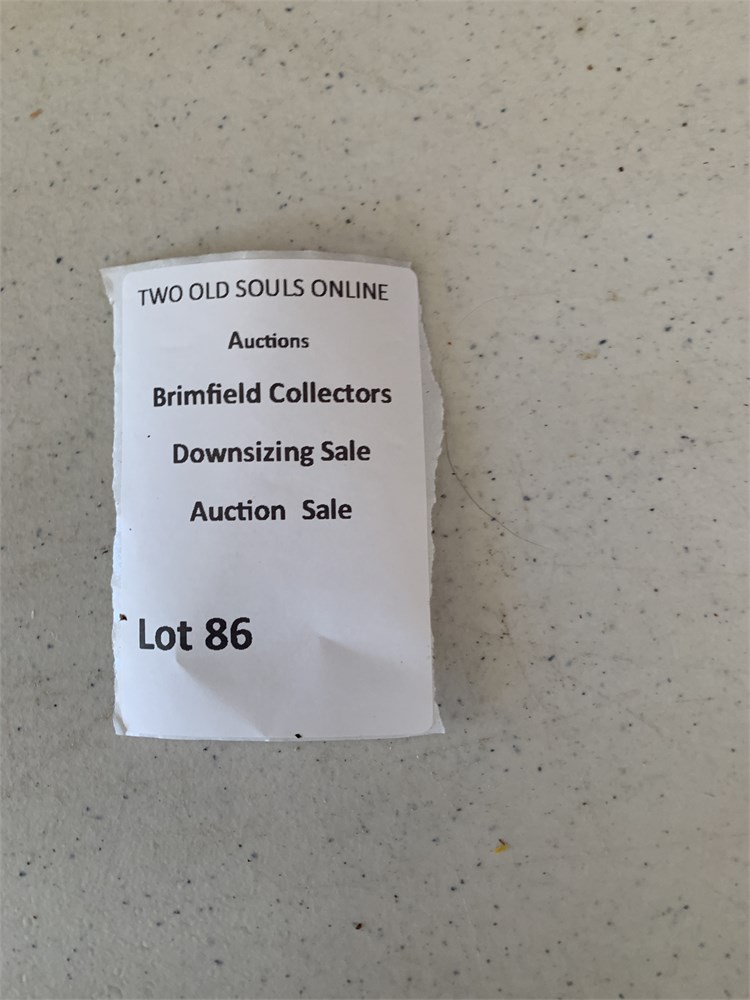 TWO OLD SOULS ONLINE
Auctions
Brimfield Collectors
Downsizing Sale
Auction Sale
Lot 86